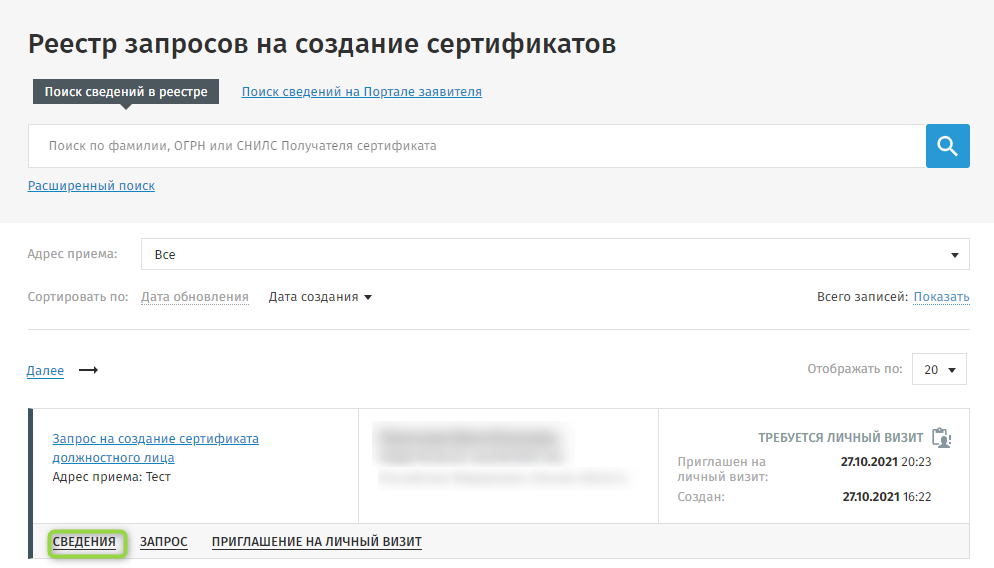 Реестр запросов на создание сертификатов
Поиск сведений в реестре Поиск сведений на Портале заявителя
Поиск по фамилии, ОГРН или СНИЛС Получателя сертификата
Расширенный поиск
Адрес приема: Все
Сортировать по: Дата обновления Дата создания Всего записей: Показать
Далее Отображать по: 20
Запрос на создание сертификата
должностного лица
Адрес приема: Тест
ТРЕБУЕТСЯ ЛИЧНЫЙ ВИЗИТ
Приглашен на
личный визит: 27.10.2021 20:23
Создан: 27.10.2021 16:22
СВЕДЕНИЯ ЗАПРОС ПРИГЛАШЕНИЕ НА ЛИЧНЫЙ ВИЗИТ